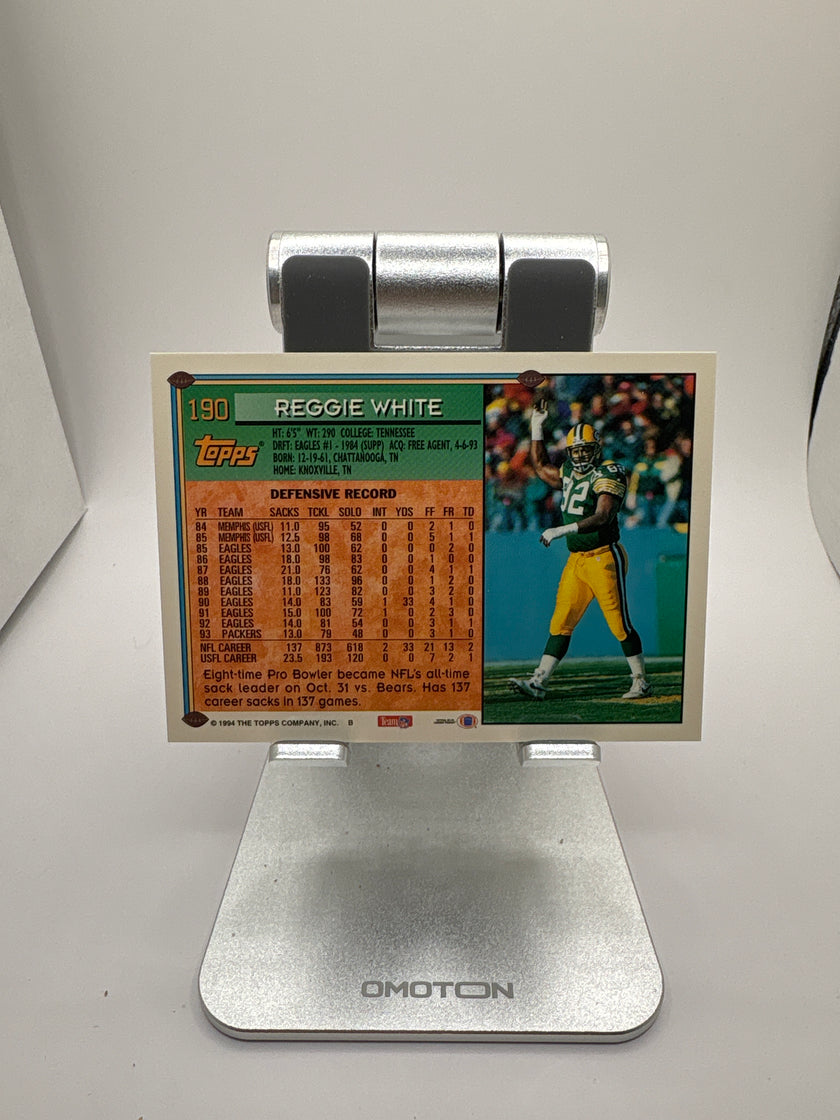 190 REGGIE WHITE
Topps®
HT: 6'5" WT: 290 COLLEGE: TENNESSEE
DRFT: EAGLES #1 - 1984 (SUPP) ACQ: FREE AGENT, 4-6-93
BORN: 12-19-61, CHATTANOOGA, TN
HOME: KNOXVILLE, TN
DEFENSIVE RECORD
YR TEAM SACKS TCKL SOLO INT YDS FF FR TD
84 MEMPHIS (USFL) 11.0 95 52 0 0 2 1 0
85 MEMPHIS (USFL) 12.5 98 68 0 0 5 1 1
85 EAGLES 13.0 100 62 0 0 0 2 0
86 EAGLES 18.0 98 83 0 0 1 0 0
87 EAGLES 21.0 76 62 0 0 4 1 1
88 EAGLES 18.0 133 96 0 0 1 2 0
89 EAGLES 11.0 123 82 0 0 3 2 0
90 EAGLES 14.0 83 59 1 33 4 1 0
91 EAGLES 15.0 100 72 1 0 2 3 0
92 EAGLES 14.0 81 54 0 0 3 1 1
93 PACKERS 13.0 79 48 0 0 3 1 0
NFL CAREER 137 873 618 2 33 21 13 2
USFL CAREER 23.5 193 120 0 0 7 2 1
Eight-time Pro Bowler became NFL's all-time
sack leader on Oct. 31 vs. Bears. Has 137
career sacks in 137 games.
© 1994 THE TOPPS COMPANY, INC. B Team NFL
92
OMOTON